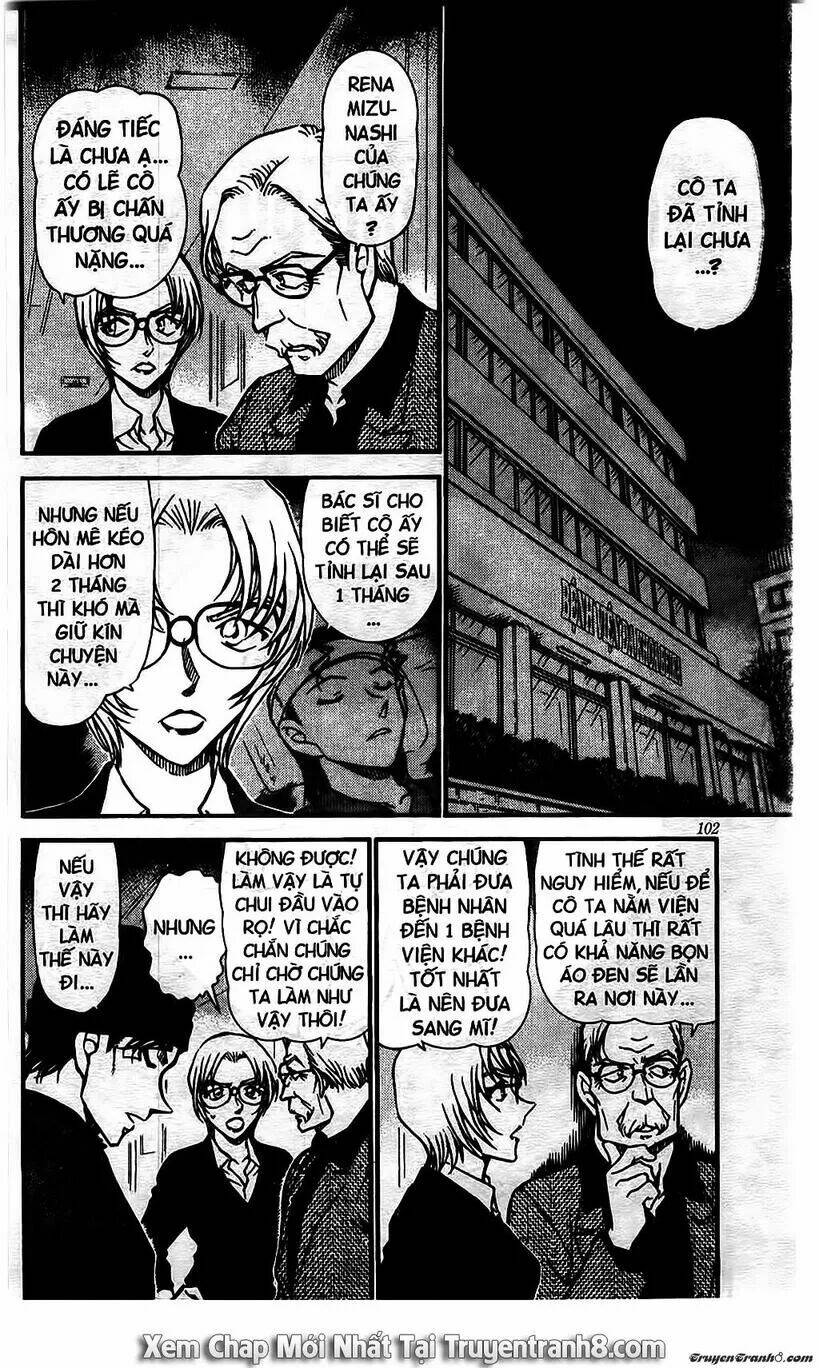 CÔ TA
ĐÃ TỈNH
LẠI CHƯA
...?
RENA
MIZU-
NASHI
CỦA
CHÚNG
TA ẤY
?
ĐÁNG TIẾC
LÀ CHƯA Ạ...
CÓ LẼ CÔ
ẤY BỊ CHẤN
THƯƠNG QUÁ
NẶNG...
BÁC SĨ CHO
BIẾT CÔ ẤY
CÓ THỂ SẼ
TỈNH LẠI SAU
1 THÁNG
...
NHƯNG NẾU
HÔN MÊ KÉO
DÀI HƠN
2 THÁNG
THÌ KHÓ MÀ
GIỮ KÍN
CHUYỆN
NÀY...
BỆNH VIỆN
102
TÌNH THẾ RẤT
NGUY HIỂM, NẾU ĐỂ
CÔ TA NẰM VIỆN
QUÁ LÂU THÌ RẤT
CÓ KHẢ NĂNG BỌN
ÁO ĐEN SẼ LẦN
RA NƠI NÀY...
VẬY CHÚNG
TA PHẢI ĐƯA
BỆNH NHÂN
ĐẾN 1 BỆNH
VIỆN KHÁC!
TỐT NHẤT
LÀ NÊN ĐƯA
SANG MĨ!
KHÔNG ĐƯỢC!
LÀM VẬY LÀ TỰ
CHUI ĐẦU VÀO
RỌ! VÌ CHẮC
CHẮN CHÚNG
CHỈ CHỜ CHÚNG
TA LÀM NHƯ
VẬY THÔI!
NHƯNG
...
NẾU
VẬY
THÌ HÃY
LÀM
THẾ NÀY
ĐI...
Xem Chap Mới Nhất Tại Truyentranh8.com
TruyenTranh8.com